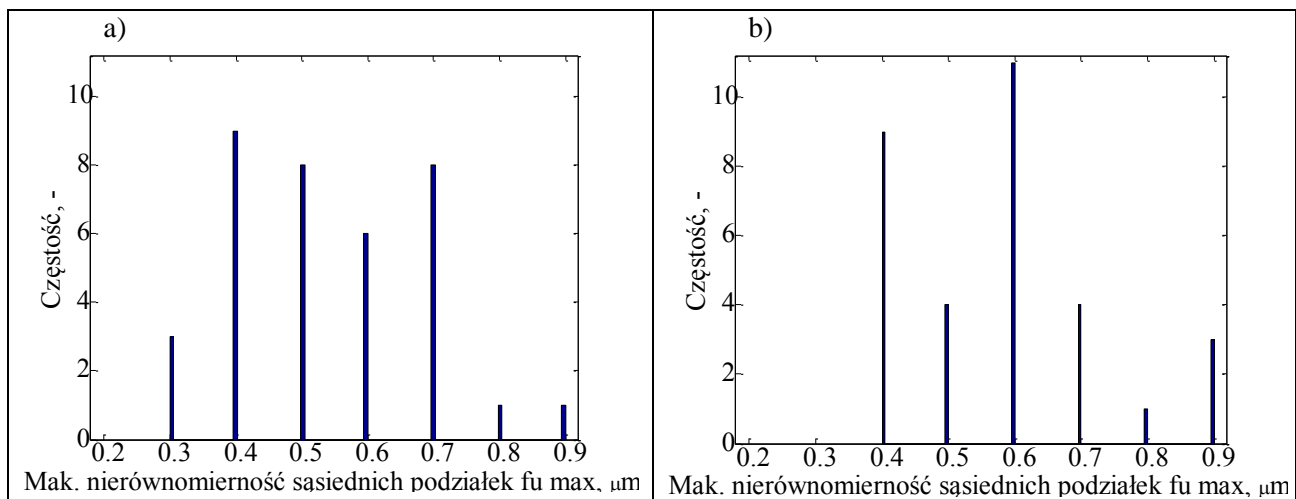 a)
Częstość, -
10
8
6
4
2
0
0.2 0.3 0.4 0.5 0.6 0.7 0.8 0.9
Mak. nierównomierność sąsiednich podziałek fu max, μm
b)
Częstość, -
10
8
6
4
2
0
0.2 0.3 0.4 0.5 0.6 0.7 0.8 0.9
Mak. nierównomierność sąsiednich podziałek fu max, μm